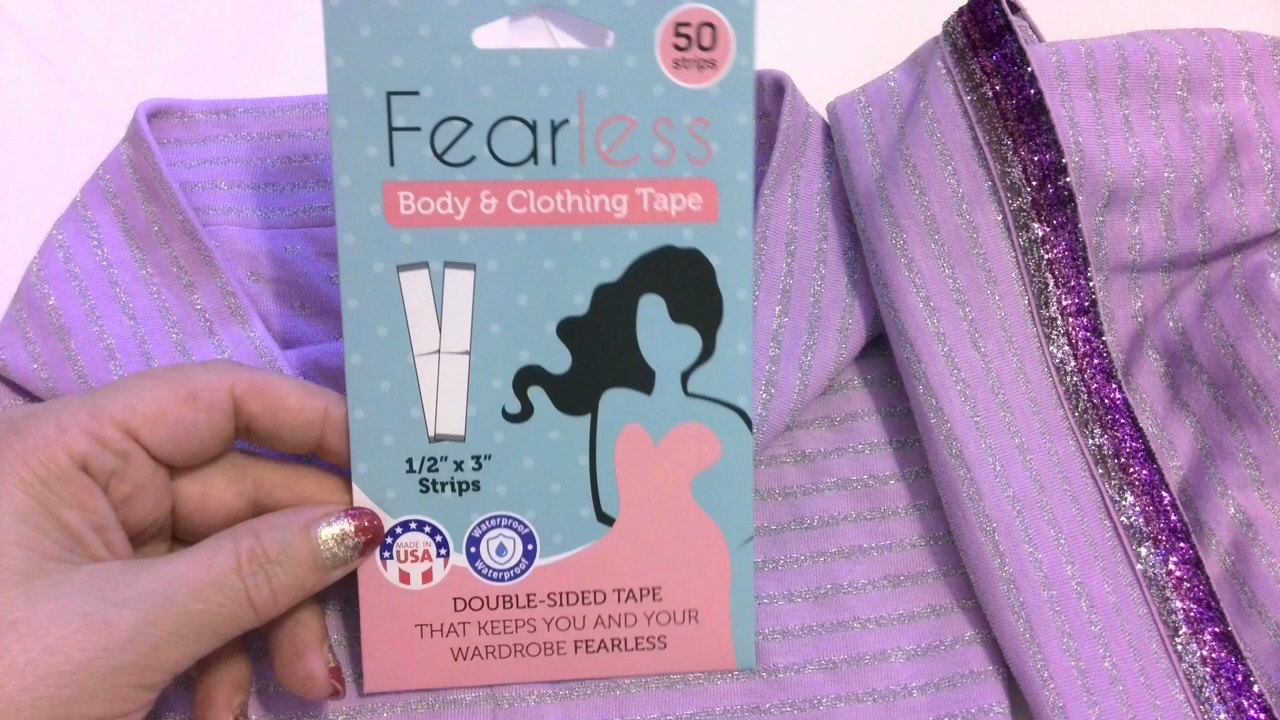 50
strips
Fearless
Body & Clothing Tape
1/2" x 3"
Strips
MADE IN
USA
Waterproof
Waterproof
DOUBLE-SIDED TAPE
THAT KEEPS YOU AND YOUR
WARDROBE FEARLESS